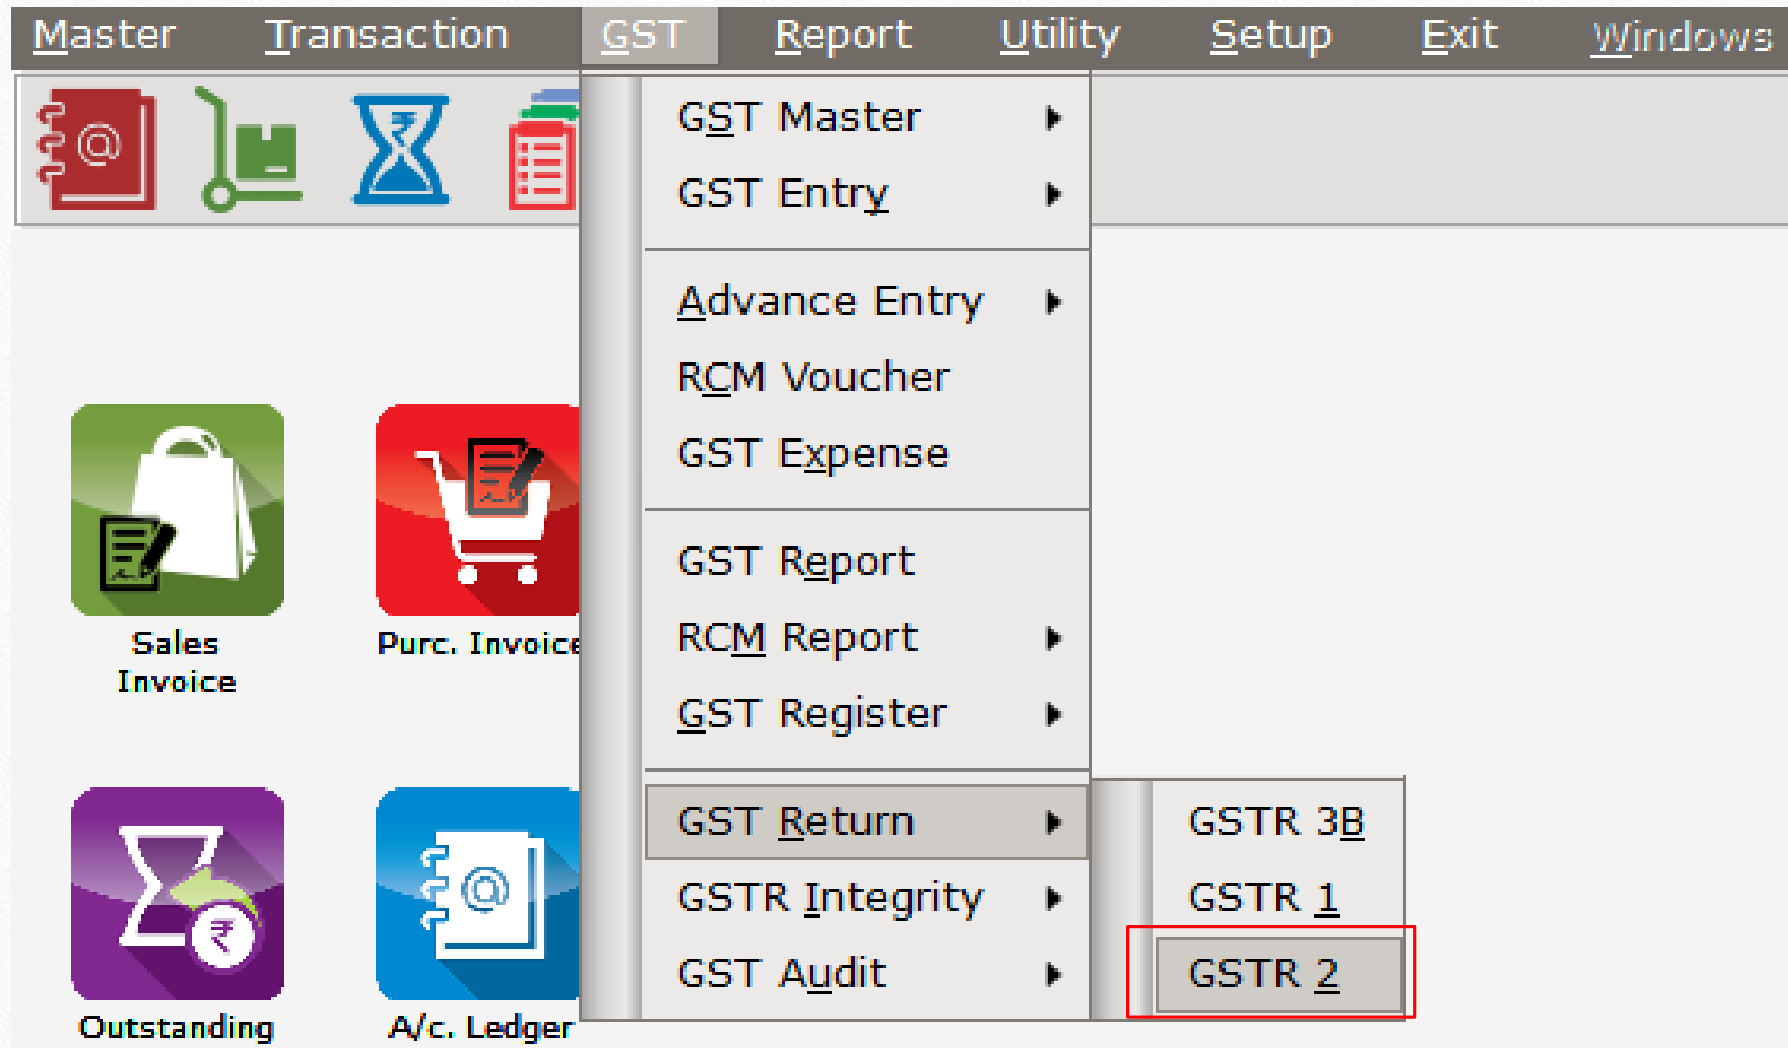 Master Transaction GST Report Utility Setup Exit Windows
@
₹
GST Master
GST Entry
Advance Entry
RCM Voucher
GST Expense
GST Report
RCM Report
GST Register
GST Return
GSTR Integrity
GST Audit
GSTR 3B
GSTR 1
GSTR 2
Sales
Invoice
Purc. Invoice
₹
@
Outstanding
A/c. Ledger